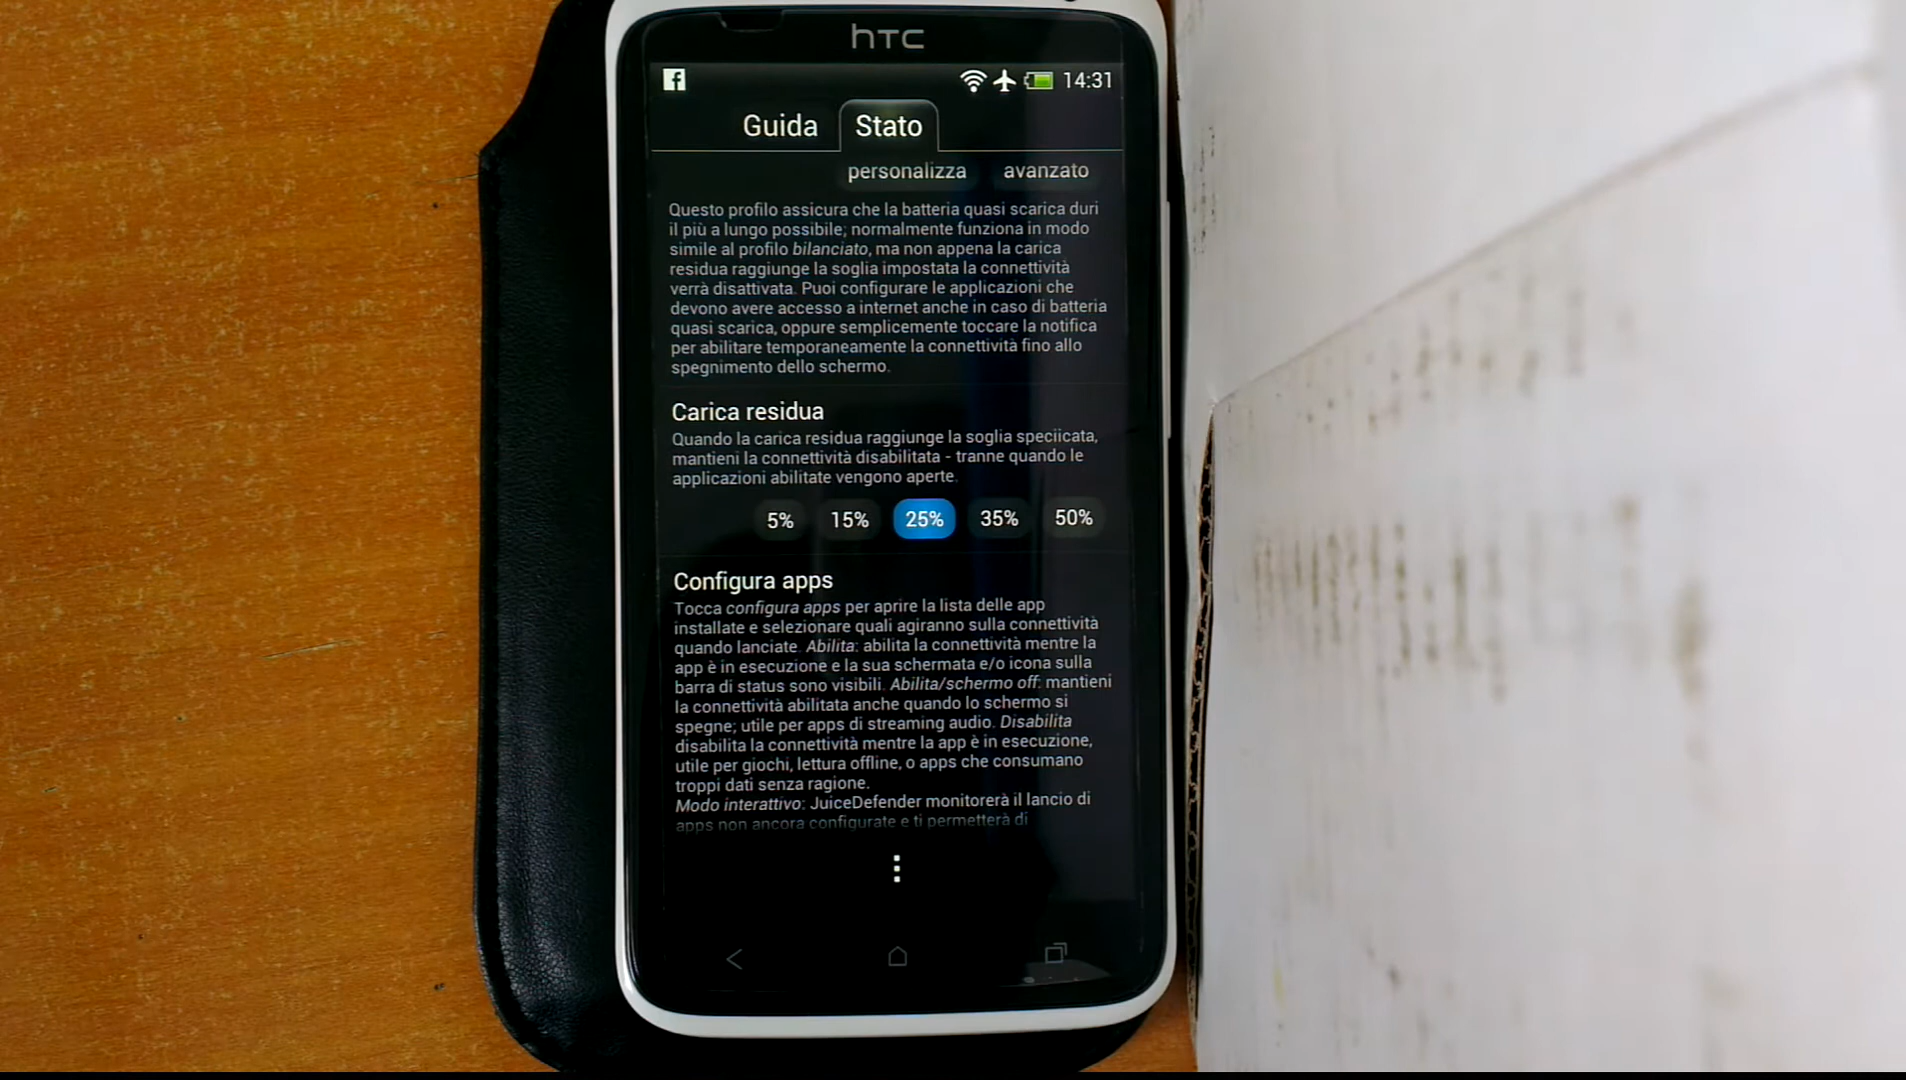 hTC
14:31
Guida Stato
personalizza avanzato
Questo profilo assicura che la batteria quasi scarica duri
il più a lungo possibile; normalmente funziona in modo
simile al profilo bilanciato, ma non appena la carica
residua raggiunge la soglia impostata la connettività
verrà disattivata. Puoi configurare le applicazioni che
devono avere accesso a internet anche in caso di batteria
quasi scarica, oppure semplicemente toccare la notifica
per abilitare temporaneamente la connettività fino allo
spegnimento dello schermo.
Carica residua
Quando la carica residua raggiunge la soglia speciicata,
mantieni la connettività disabilitata - tranne quando le
applicazioni abilitate vengono aperte.
5% 15% 25% 35% 50%
Configura apps
Tocca configura apps per aprire la lista delle app
installate e selezionare quali agiranno sulla connettività
quando lanciate. Abilita: abilita la connettività mentre la
app è in esecuzione e la sua schermata e/o icona sulla
barra di status sono visibili. Abilita/schermo off: mantieni
la connettività abilitata anche quando lo schermo si
spegne; utile per apps di streaming audio. Disabilita
disabilita la connettività mentre la app è in esecuzione,
utile per giochi, lettura offline, o apps che consumano
troppi dati senza ragione.
Modo interattivo: JuiceDefender monitorerà il lancio di
apps non ancora configurate e ti permetterà di